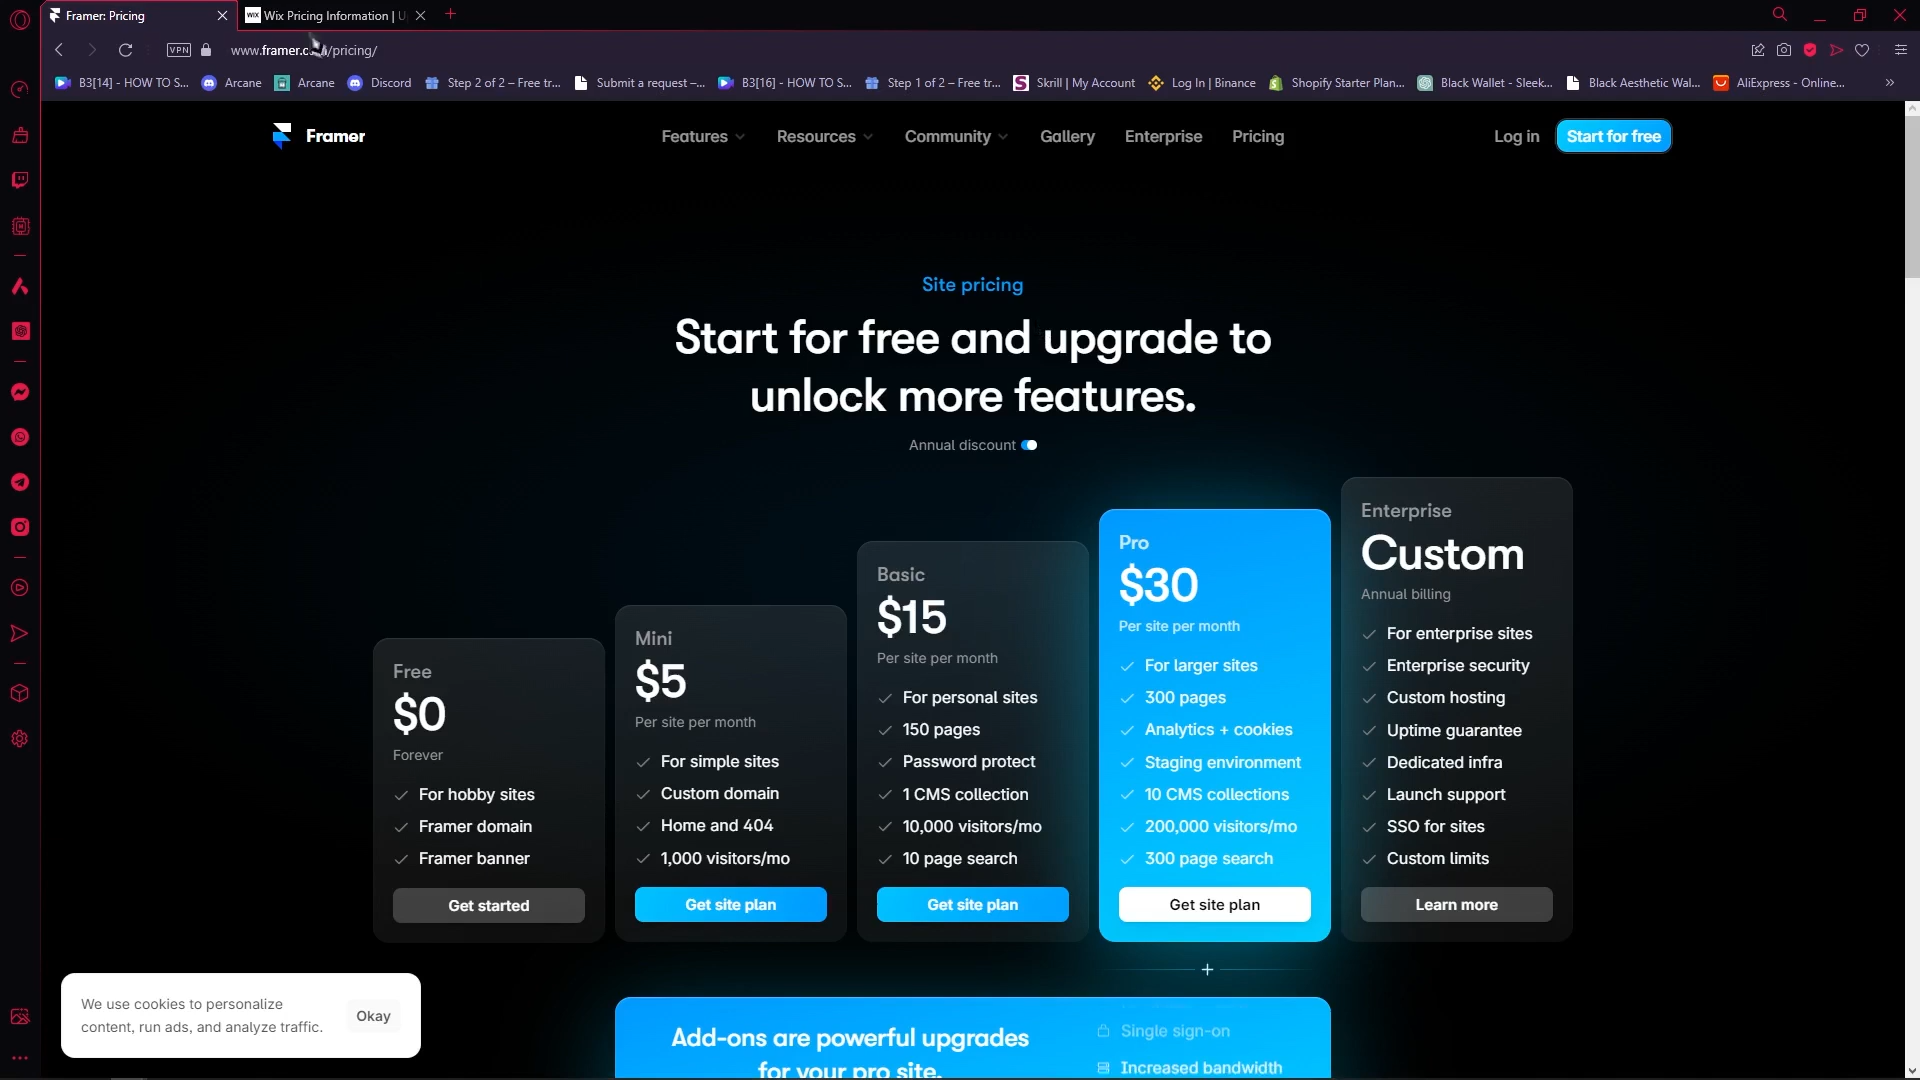 Framer: Pricing
WIX Wix Pricing Information | U
VPN
www.framer.c
/pricing/
B3[14] - HOW TO S...
Arcane
Arcane
Discord
Step 2 of 2 – Free tr...
Submit a request –...
B3[16] - HOW TO S...
Step 1 of 2 – Free tr...
Skrill | My Account
Log In | Binance
Shopify Starter Plan...
Black Wallet - Sleek...
Black Aesthetic Wal...
AliExpress - Online...
Framer
Features
Resources
Community
Gallery
Enterprise
Pricing
Log in
Start for free
Site pricing
Start for free and upgrade to
unlock more features.
Annual discount
Free
$0
Forever
For hobby sites
Framer domain
Framer banner
Get started
Mini
$5
Per site per month
For simple sites
Custom domain
Home and 404
1,000 visitors/mo
Get site plan
Basic
$15
Per site per month
For personal sites
150 pages
Password protect
1 CMS collection
10,000 visitors/mo
10 page search
Get site plan
Pro
$30
Per site per month
For larger sites
300 pages
Analytics + cookies
Staging environment
10 CMS collections
200,000 visitors/mo
300 page search
Get site plan
Enterprise
Custom
Annual billing
For enterprise sites
Enterprise security
Custom hosting
Uptime guarantee
Dedicated infra
Launch support
SSO for sites
Custom limits
Learn more
+
Add-ons are powerful upgrades
for your pro site.
Single sign-on
Increased bandwidth
We use cookies to personalize
content, run ads, and analyze traffic.
Okay